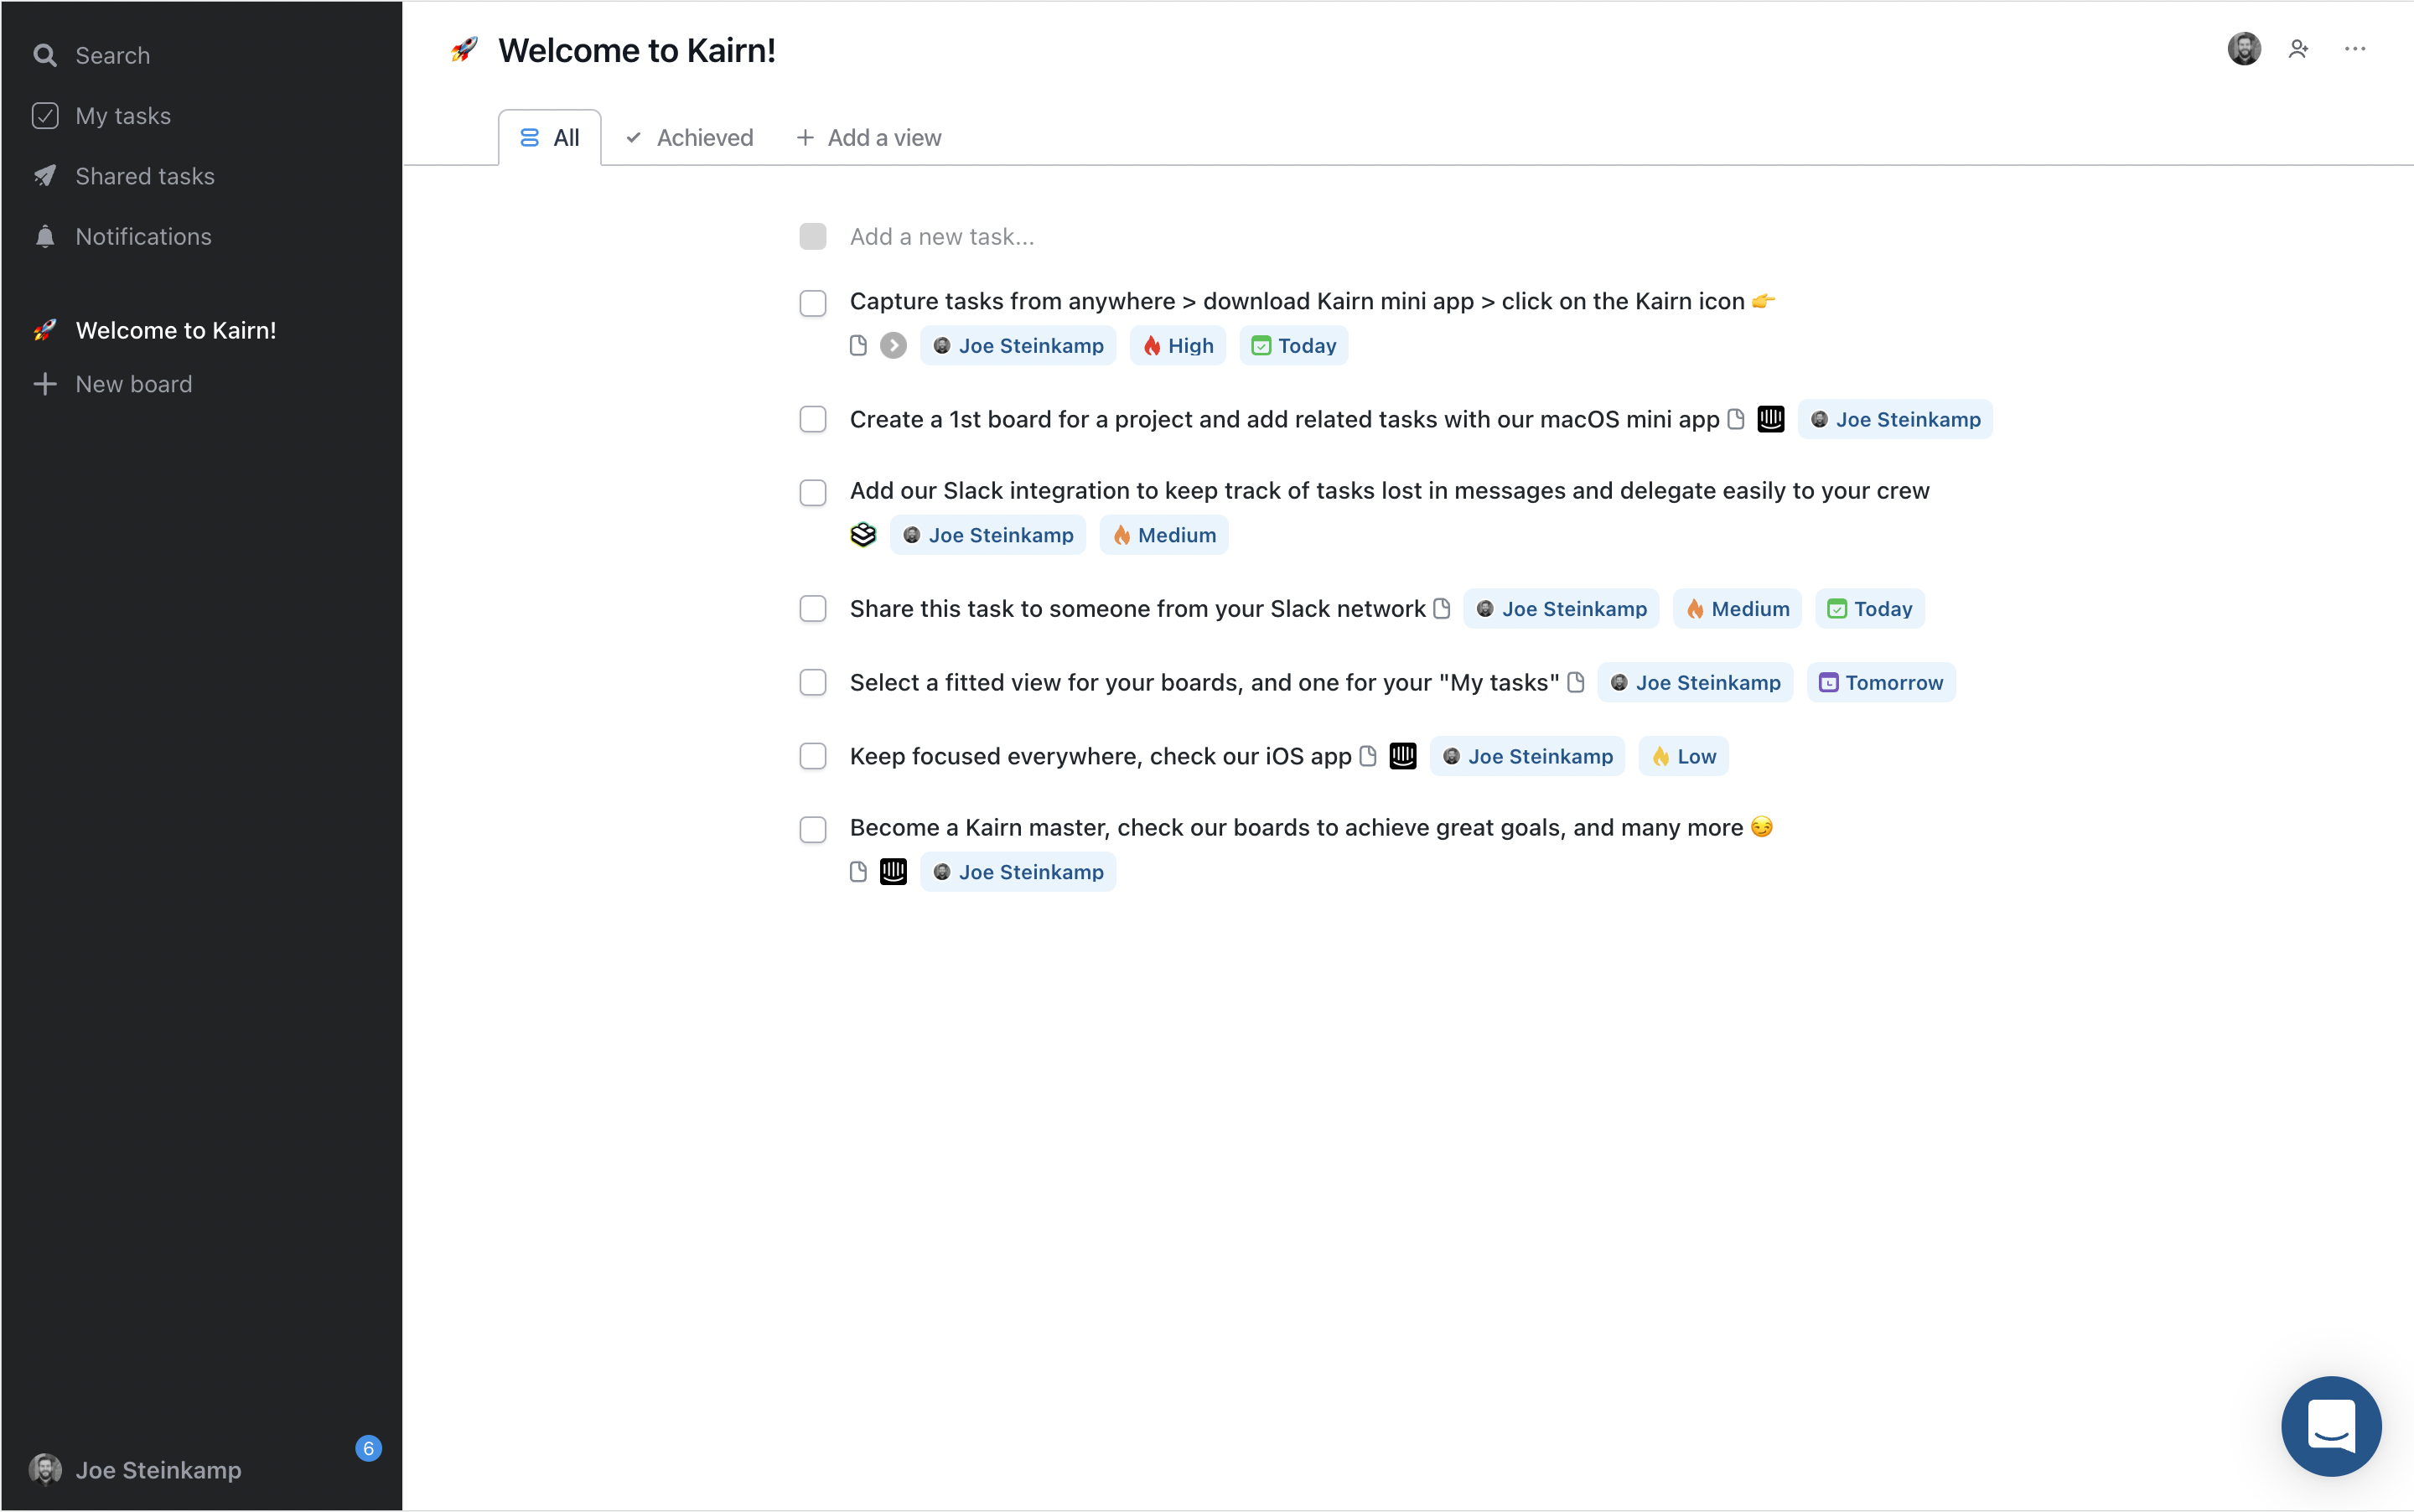 Search
My tasks
Shared tasks
Notifications
Welcome to Kairn!
New board
Joe Steinkamp
6
Welcome to Kairn!
All
Achieved
Add a view
Add a new task...
Capture tasks from anywhere > download Kairn mini app > click on the Kairn icon 👉
Joe Steinkamp High Today
Create a 1st board for a project and add related tasks with our macOS mini app Joe Steinkamp
Add our Slack integration to keep track of tasks lost in messages and delegate easily to your crew
Joe Steinkamp Medium
Share this task to someone from your Slack network Joe Steinkamp Medium Today
Select a fitted view for your boards, and one for your "My tasks" Joe Steinkamp Tomorrow
Keep focused everywhere, check our iOS app Joe Steinkamp Low
Become a Kairn master, check our boards to achieve great goals, and many more 😏
Joe Steinkamp